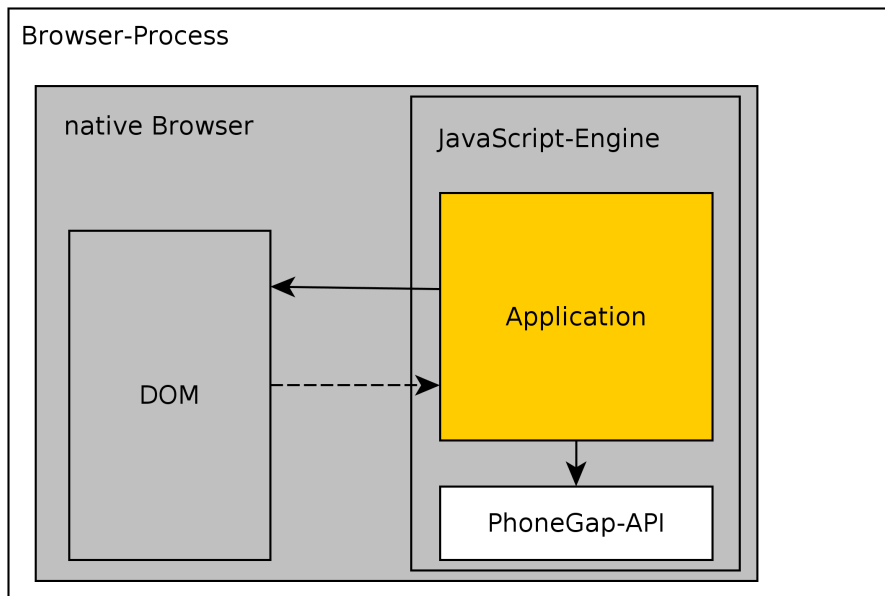 Browser-Process
native Browser
JavaScript-Engine
Application
DOM
PhoneGap-API